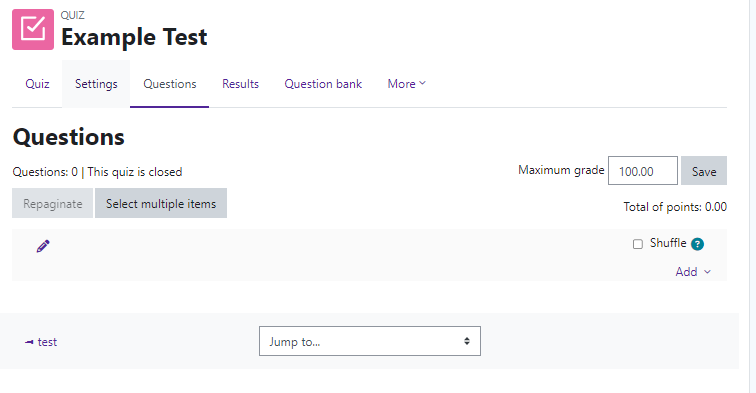 QUIZ
Example Test
Quiz Settings Questions Results Question bank More
Questions
Questions: 0 | This quiz is closed
Maximum grade 100.00 Save
Repaginate Select multiple items
Total of points: 0.00
Shuffle ?
Add
◄ test
Jump to...